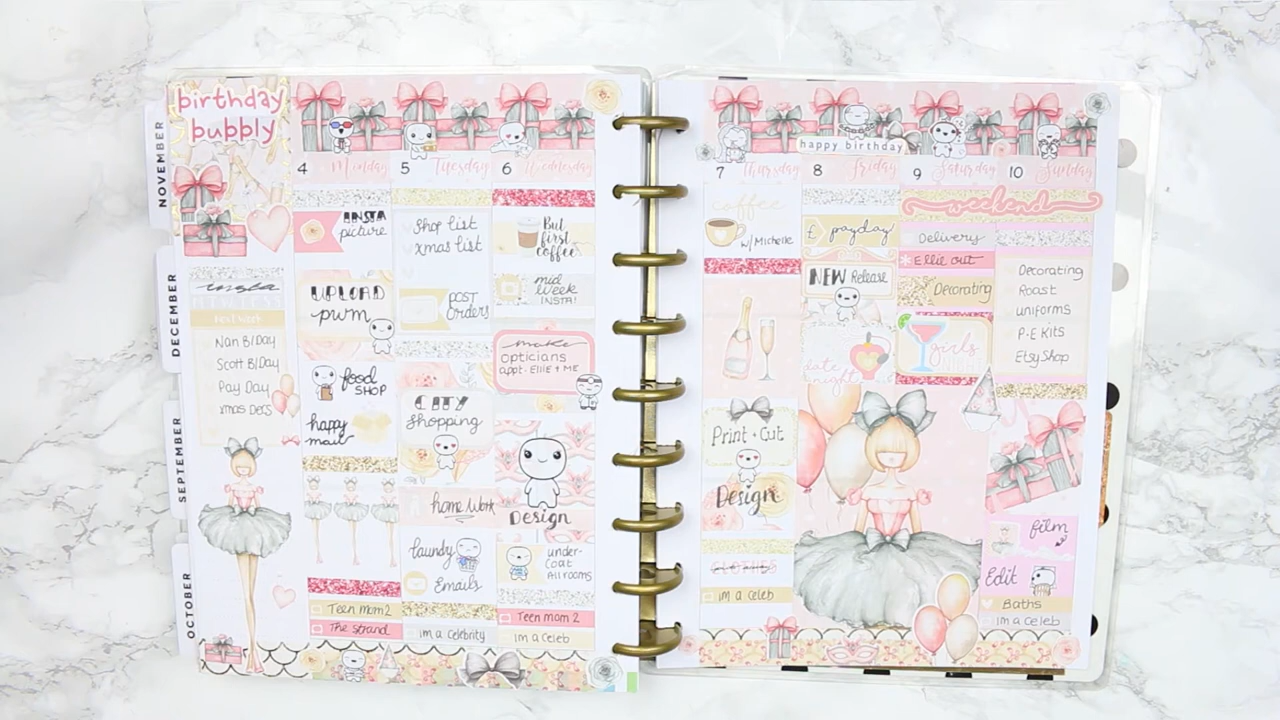 birthday
bubbly
NOVEMBER
DECEMBER
SEPTEMBER
OCTOBER
insta
next week
Nan B/Day
Scott B/Day
Pay Day
xmas Decs
4 Monday
INSTA
picture
UPLOAD
pwm
food
SHOP
happy
mail
Teen mom 2
The strand
5 Tuesday
Shop list
xmas list
POST
Orders
CITY
Shopping
home work
laundry
Emails
im a celebrity
6 Wednesday
But
first
coffee
mid
week
INSTA!
make
opticians
appt. Ellie + ME
Design
under-
coat
All rooms
Teen mom 2
im a celeb
7 Thursday
coffee
w/ Michelle
Print + Cut
Design
im a celeb
happy birthday
8 Friday
£ payday
NEW Release
date
night
9 Saturday
weekend
Delivery
* Ellie out
Decorating
girls
10 Sunday
Decorating
Roast
uniforms
P.E Kits
Etsy Shop
film
Edit
Baths
im a celeb